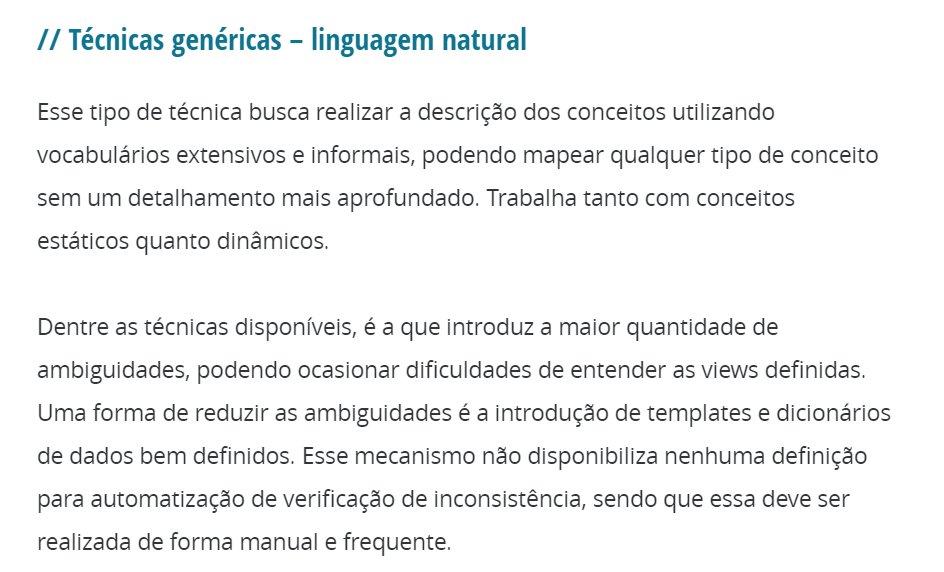 // Técnicas genéricas – linguagem natural
Esse tipo de técnica busca realizar a descrição dos conceitos utilizando
vocabulários extensivos e informais, podendo mapear qualquer tipo de conceito
sem um detalhamento mais aprofundado. Trabalha tanto com conceitos
estáticos quanto dinâmicos.
Dentre as técnicas disponíveis, é a que introduz a maior quantidade de
ambiguidades, podendo ocasionar dificuldades de entender as views definidas.
Uma forma de reduzir as ambiguidades é a introdução de templates e dicionários
de dados bem definidos. Esse mecanismo não disponibiliza nenhuma definição
para automatização de verificação de inconsistência, sendo que essa deve ser
realizada de forma manual e frequente.